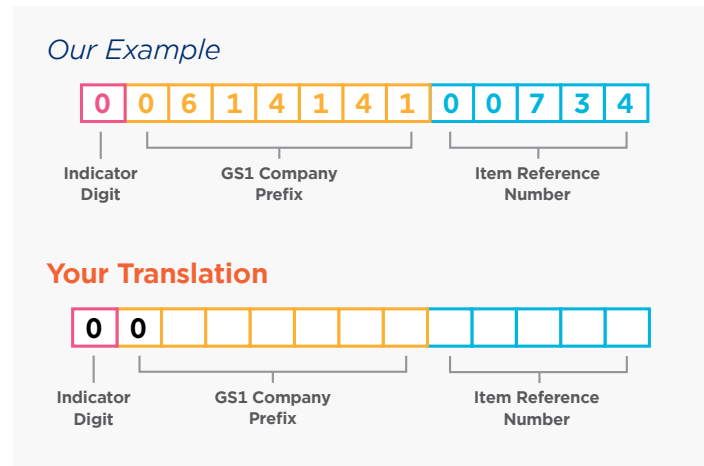 Our Example
0 0 6 1 4 1 4 1 0 0 7 3 4
Indicator Digit
GS1 Company Prefix
Item Reference Number
Your Translation
0 0
Indicator Digit
GS1 Company Prefix
Item Reference Number